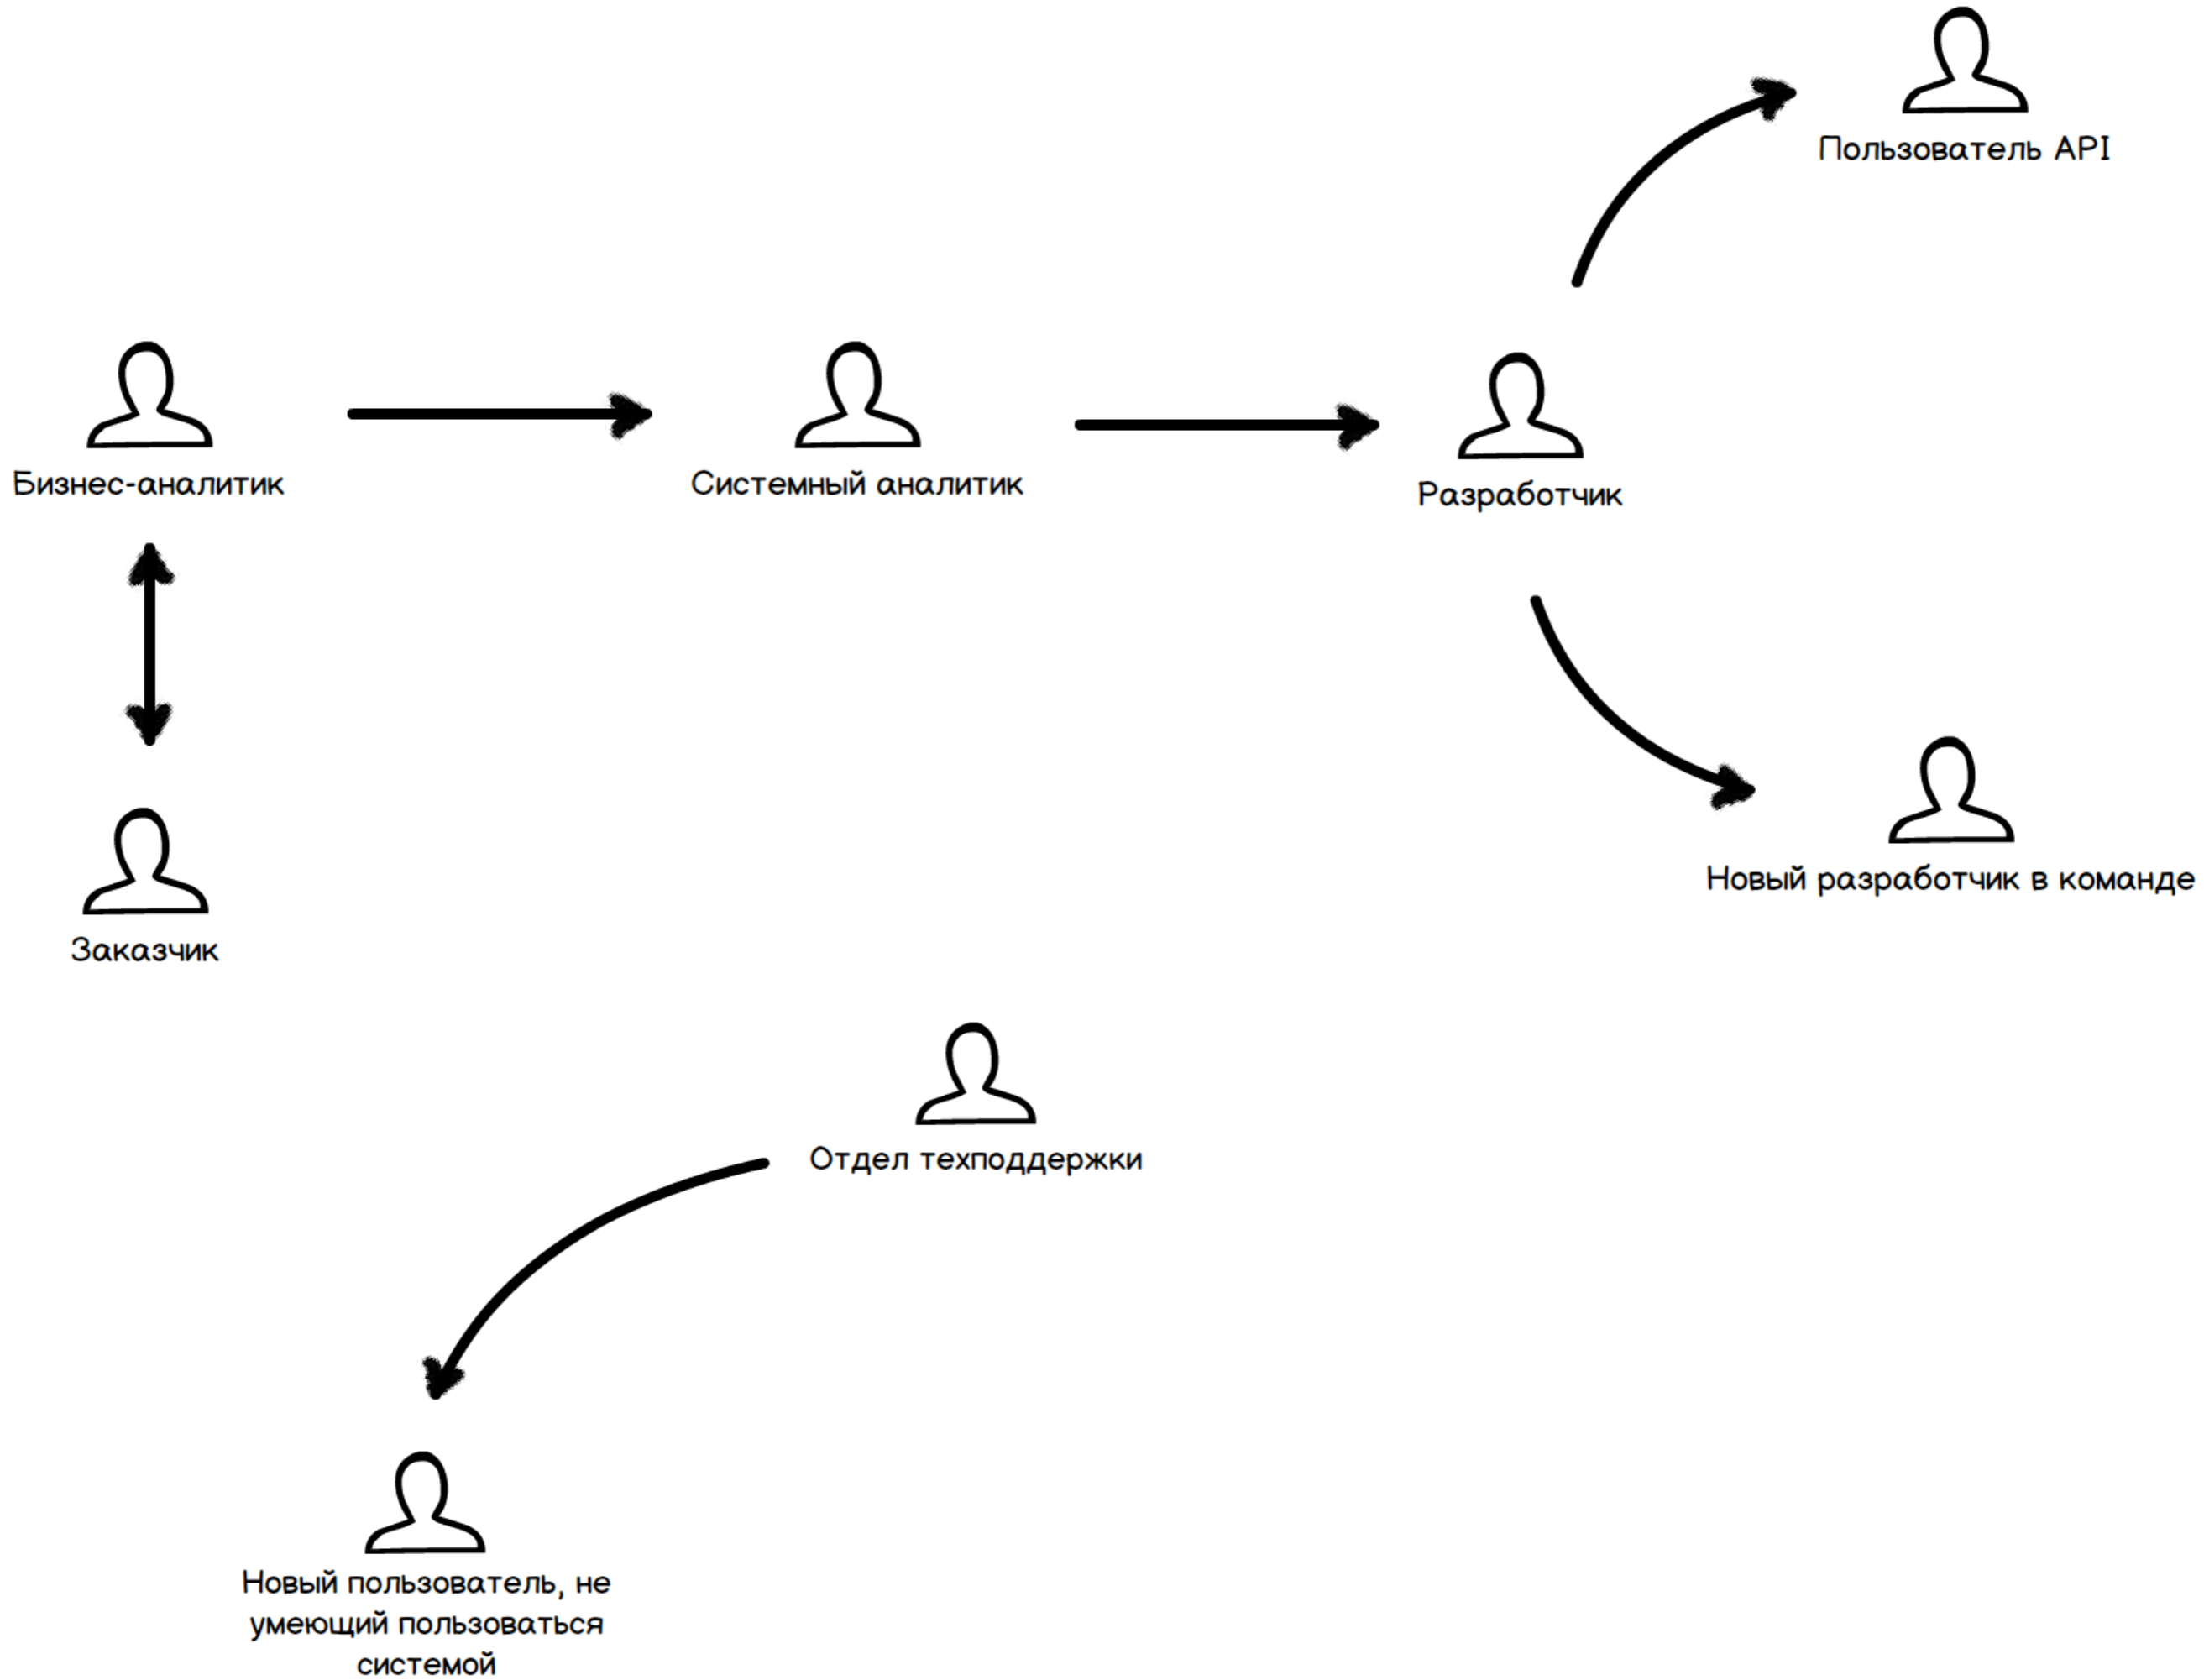 Пользователь API
Бизнес-аналитик
Системный аналитик
Разработчик
Новый разработчик в команде
Заказчик
Отдел техподдержки
Новый пользователь, не
умеющий пользоваться
системой